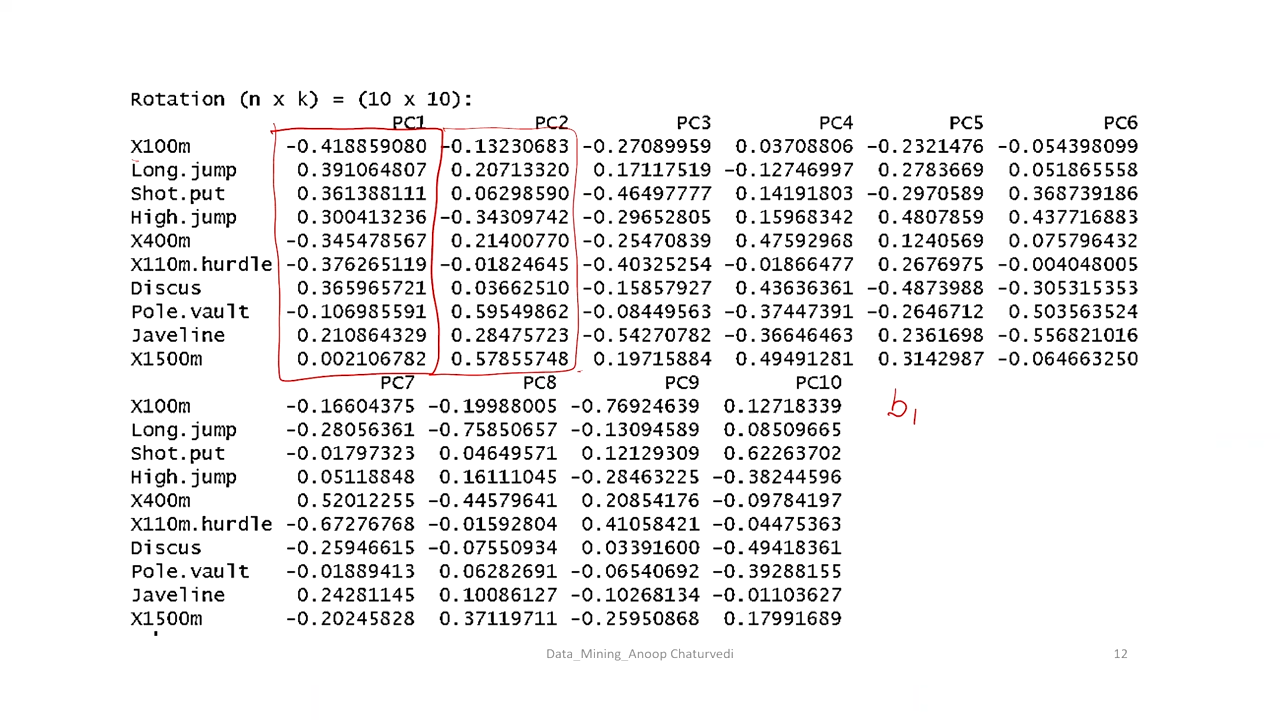 Rotation (n x k) = (10 x 10):
PC1 PC2 PC3 PC4 PC5 PC6
X100m -0.418859080 -0.13230683 -0.27089959 0.03708806 -0.2321476 -0.054398099
Long.jump 0.391064807 0.20713320 0.17117519 -0.12746997 0.2783669 0.051865558
Shot.put 0.361388111 0.06298590 -0.46497777 0.14191803 -0.2970589 0.368739186
High.jump 0.300413236 -0.34309742 -0.29652805 0.15968342 0.4807859 0.437716883
X400m -0.345478567 0.21400770 -0.25470839 0.47592968 0.1240569 0.075796432
X110m.hurdle -0.376265119 -0.01824645 -0.40325254 -0.01866477 0.2676975 -0.004048005
Discus 0.365965721 0.03662510 -0.15857927 0.43636361 -0.4873988 -0.305315353
Pole.vault -0.106985591 0.59549862 -0.08449563 -0.37447391 -0.2646712 0.503563524
Javeline 0.210864329 0.28475723 -0.54270782 -0.36646463 0.2361698 -0.556821016
X1500m 0.002106782 0.57855748 0.19715884 0.49491281 0.3142987 -0.064663250
PC7 PC8 PC9 PC10
X100m -0.16604375 -0.19988005 -0.76924639 0.12718339
b1
Long.jump -0.28056361 -0.75850657 -0.13094589 0.08509665
Shot.put -0.01797323 0.04649571 0.12129309 0.62263702
High.jump 0.05118848 0.16111045 -0.28463225 -0.38244596
X400m 0.52012255 -0.44579641 0.20854176 -0.09784197
X110m.hurdle -0.67276768 -0.01592804 0.41058421 -0.04475363
Discus -0.25946615 -0.07550934 0.03391600 -0.49418361
Pole.vault -0.01889413 0.06282691 -0.06540692 -0.39288155
Javeline 0.24281145 0.10086127 -0.10268134 -0.01103627
X1500m -0.20245828 0.37119711 -0.25950868 0.17991689
Data_Mining_Anoop Chaturvedi
12